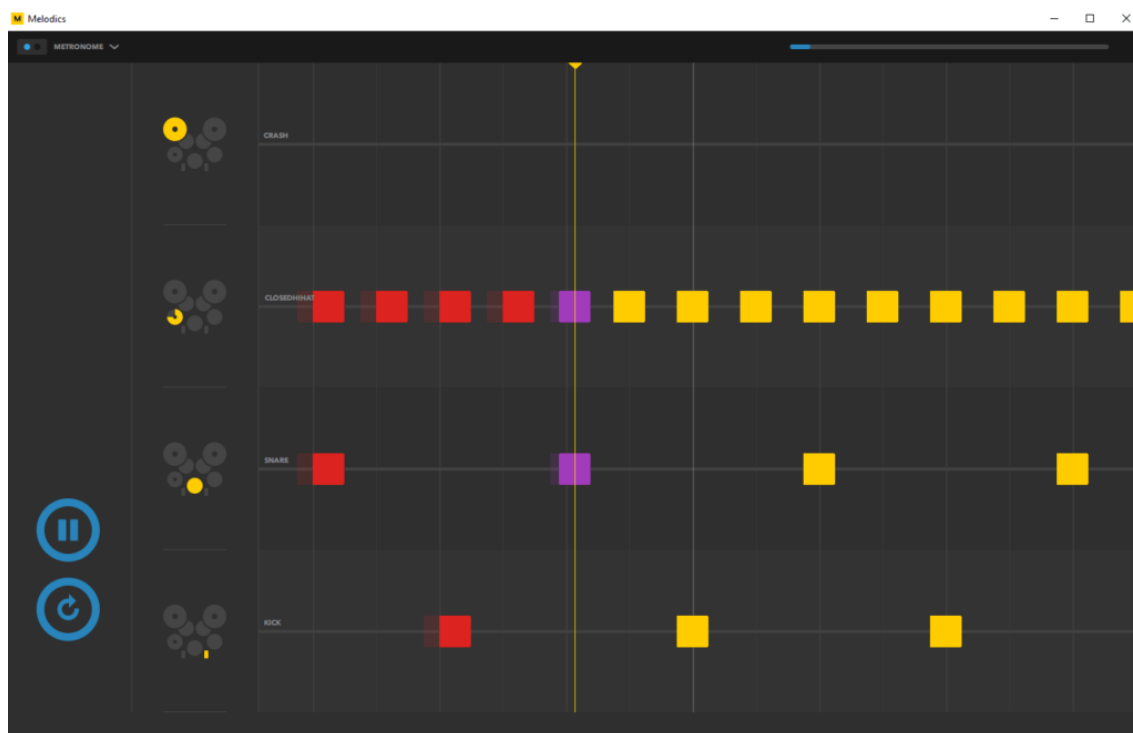 M Melodics
METRONOME
CRASH
CLOSEDHIHAT
SNARE
KICK